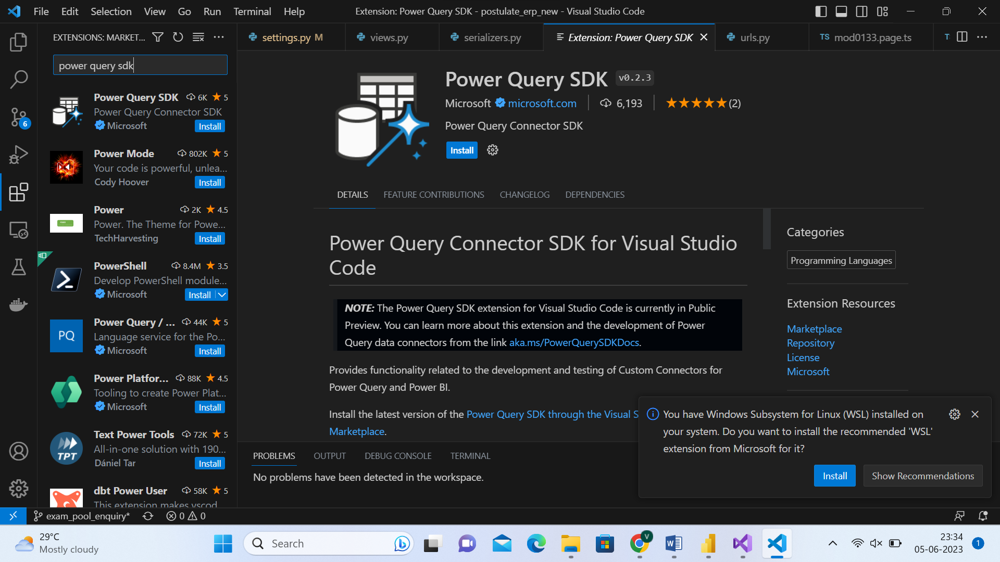 File Edit Selection View Go Run Terminal Help
Extension: Power Query SDK - postulate_erp_new - Visual Studio Code
EXTENSIONS: MARKET...
settings.py M
views.py
serializers.py
Extension: Power Query SDK
urls.py
TS mod0133.page.ts
power query sdk
Power Query SDK 6K 5
Power Query Connector SDK
Microsoft Install
Power Mode 802K 5
Your code is powerful, unlea...
Cody Hoover Install
Power 2K 4.5
Power. The Theme for Powe...
TechHarvesting Install
PowerShell 8.4M 3.5
Develop PowerShell module...
Microsoft Install
PQ
Power Query / ... 44K 5
Language service for the Po...
Microsoft Install
Power Platfor... 88K 4.5
Tooling to create Power Plat...
Microsoft Install
TPT
Text Power Tools 72K 5
All-in-one solution with 190...
Dániel Tar Install
dbt Power User 58K 5
This extension makes vscod
6
Power Query SDK v0.2.3
Microsoft microsoft.com 6,193 (2)
Power Query Connector SDK
Install
DETAILS FEATURE CONTRIBUTIONS CHANGELOG DEPENDENCIES
Power Query Connector SDK for Visual Studio
Code
NOTE: The Power Query SDK extension for Visual Studio Code is currently in Public
Preview. You can learn more about this extension and the development of Power
Query data connectors from the link aka.ms/PowerQuerySDKDocs.
Provides functionality related to the development and testing of Custom Connectors for
Power Query and Power BI.
Install the latest version of the Power Query SDK through the Visual S
Marketplace.
Categories
Programming Languages
Extension Resources
Marketplace
Repository
License
Microsoft
You have Windows Subsystem for Linux (WSL) installed on
your system. Do you want to install the recommended 'WSL'
extension from Microsoft for it?
Install Show Recommendations
PROBLEMS OUTPUT DEBUG CONSOLE TERMINAL
No problems have been detected in the workspace.
exam_pool_enquiry* 0 0
29°C
Mostly cloudy
Search
V
23:34
05-06-2023
1